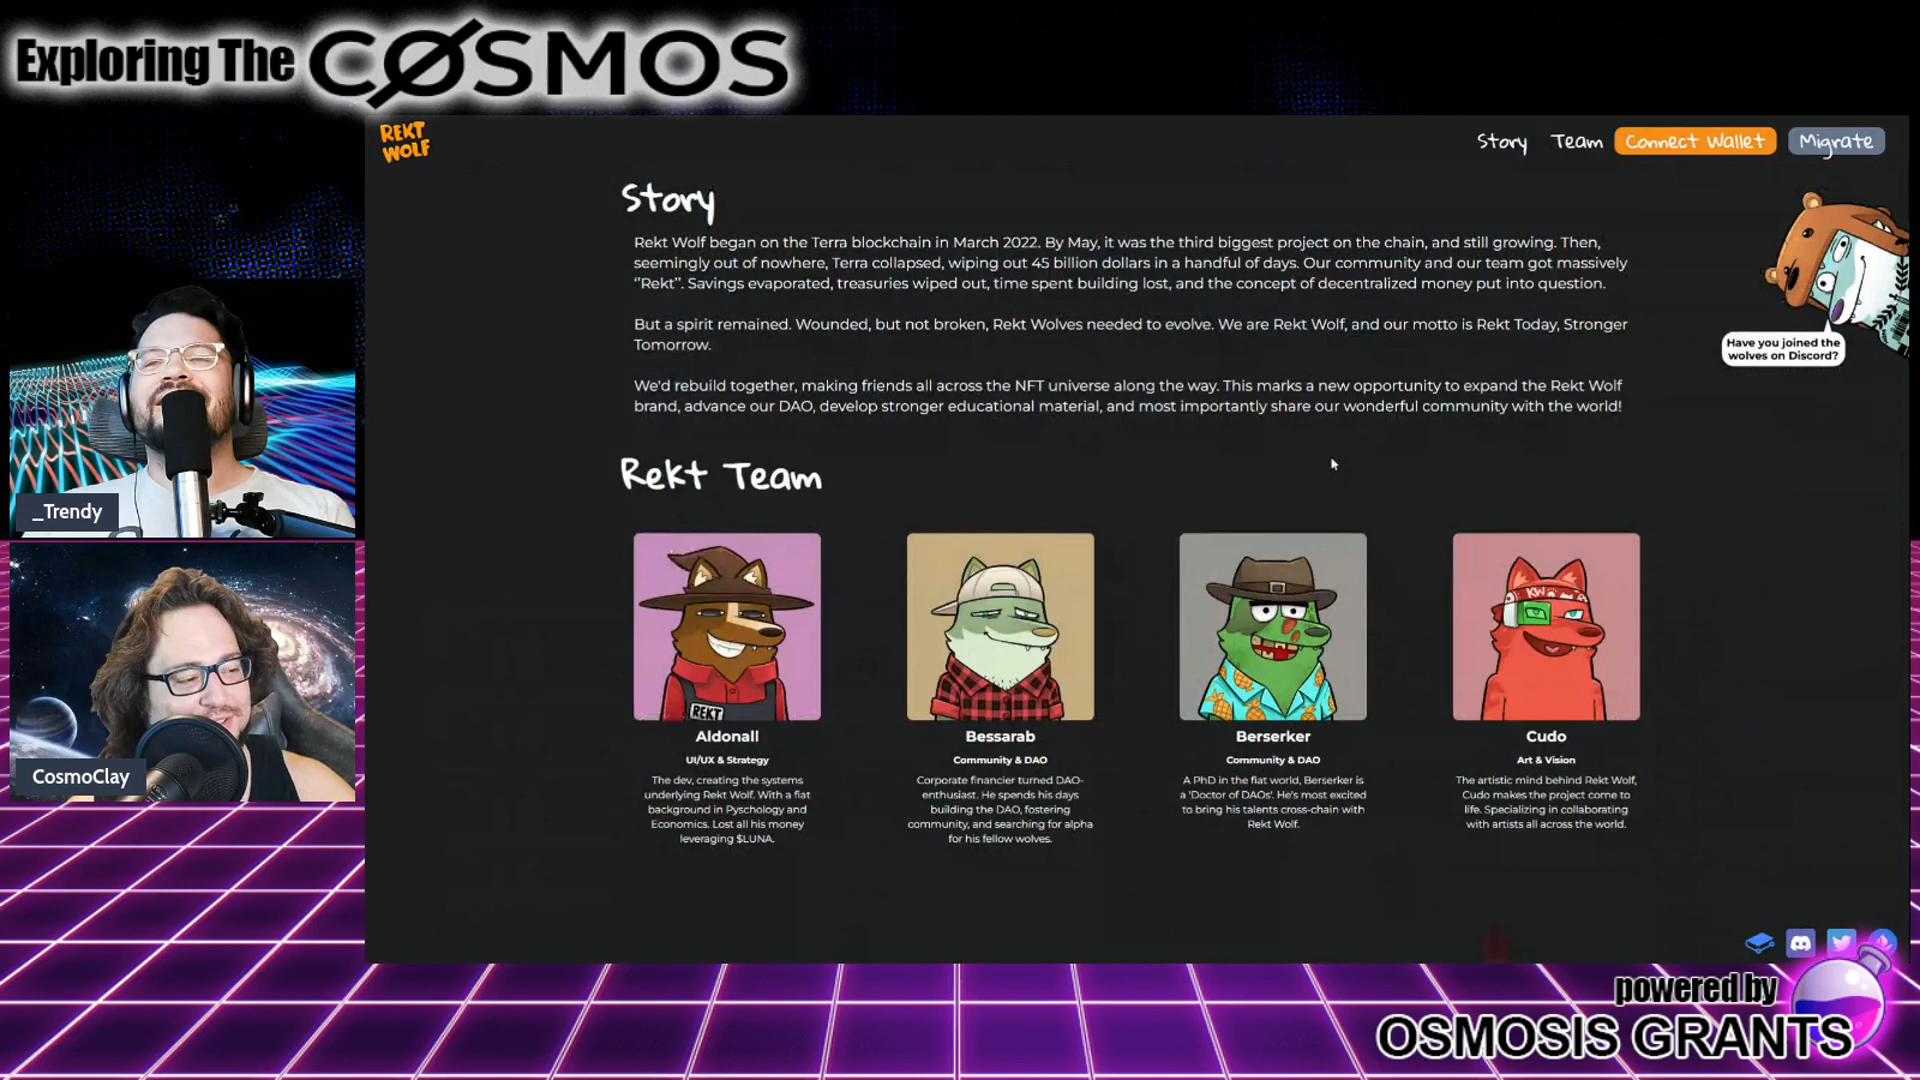 Exploring The CØSMOS
REKT
WOLF
Story
Team
Connect Wallet
Migrate
Story
Rekt Wolf began on the Terra blockchain in March 2022. By May, it was the third biggest project on the chain, and still growing. Then,
seemingly out of nowhere, Terra collapsed, wiping out 45 billion dollars in a handful of days. Our community and our team got massively
"Rekt". Savings evaporated, treasuries wiped out, time spent building lost, and the concept of decentralized money put into question.
But a spirit remained. Wounded, but not broken, Rekt Wolves needed to evolve. We are Rekt Wolf, and our motto is Rekt Today, Stronger
Tomorrow.
We'd rebuild together, making friends all across the NFT universe along the way. This marks a new opportunity to expand the Rekt Wolf
brand, advance our DAO, develop stronger educational material, and most importantly share our wonderful community with the world!
Have you joined the
wolves on Discord?
_Trendy
CosmoClay
Rekt Team
REKT
KW
Aldonall
UI/UX & Strategy
The dev, creating the systems
underlying Rekt Wolf. With a fiat
background in Pyschology and
Economics. Lost all his money
leveraging $LUNA.
Bessarab
Community & DAO
Corporate financier turned DAO-
enthusiast. He spends his days
building the DAO, fostering
community, and searching for alpha
for his fellow wolves.
Berserker
Community & DAO
A PhD in the fiat world, Berserker is
a 'Doctor of DAOs'. He's most excited
to bring his talents cross-chain with
Rekt Wolf.
Cudo
Art & Vision
The artistic mind behind Rekt Wolf,
Cudo makes the project come to
life. Specializing in collaborating
with artists all across the world.
powered by
OSMOSIS GRANTS